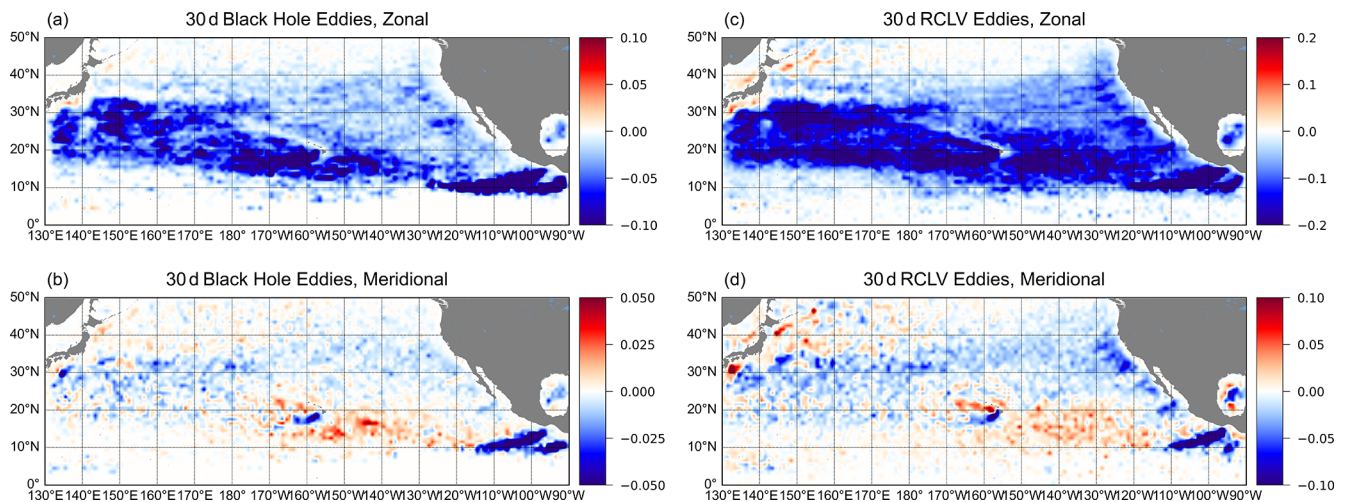 (a) 30 d Black Hole Eddies, Zonal
50°N
40°N
30°N
20°N
10°N
0°
130°E 140°E 150°E 160°E 170°E 180° 170°W 160°W 150°W 140°W 130°W 120°W 110°W 100°W 90°W
0.10
0.05
0.00
−0.05
−0.10
(c) 30 d RCLV Eddies, Zonal
50°N
40°N
30°N
20°N
10°N
0°
130°E 140°E 150°E 160°E 170°E 180° 170°W 160°W 150°W 140°W 130°W 120°W 110°W 100°W 90°W
0.2
0.1
0.0
−0.1
−0.2
(b) 30 d Black Hole Eddies, Meridional
50°N
40°N
30°N
20°N
10°N
0°
130°E 140°E 150°E 160°E 170°E 180° 170°W 160°W 150°W 140°W 130°W 120°W 110°W 100°W 90°W
0.050
0.025
0.000
−0.025
−0.050
(d) 30 d RCLV Eddies, Meridional
50°N
40°N
30°N
20°N
10°N
0°
130°E 140°E 150°E 160°E 170°E 180° 170°W 160°W 150°W 140°W 130°W 120°W 110°W 100°W 90°W
0.10
0.05
0.00
−0.05
−0.10